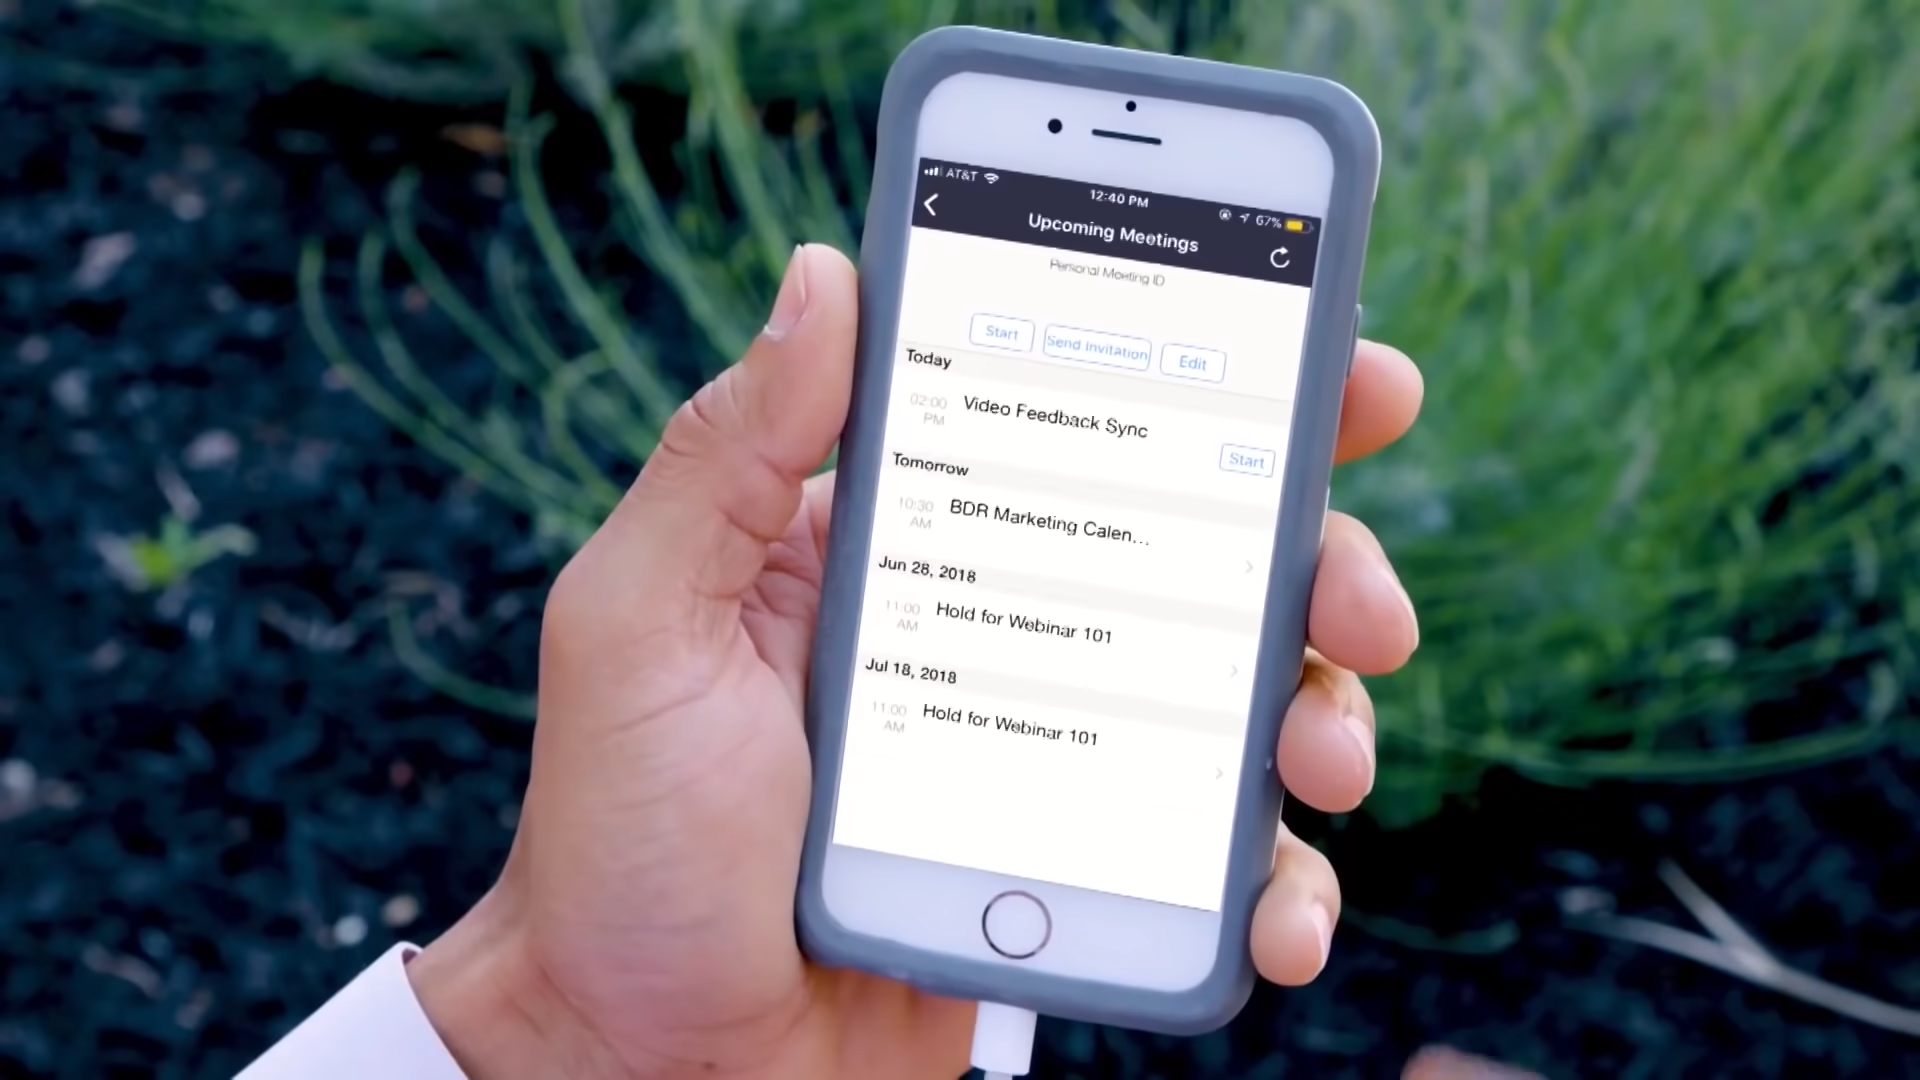 AT&T
12:40 PM
67%
Upcoming Meetings
Personal Meeting ID
Start
Send Invitation
Edit
Today
02:00 PM
Video Feedback Sync
Start
Tomorrow
10:30 AM
BDR Marketing Calen...
Jun 28, 2018
11:00 AM
Hold for Webinar 101
Jul 18, 2018
11:00 AM
Hold for Webinar 101